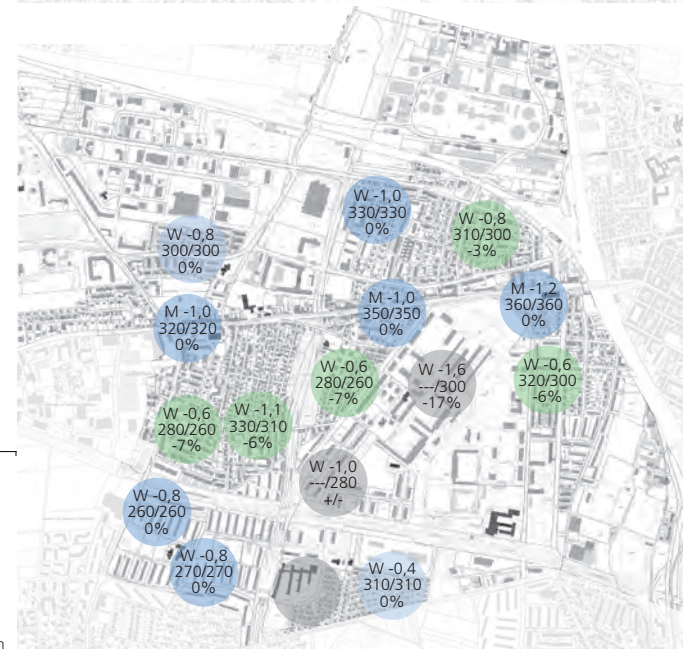 W -1,0
330/330
0%
W -0,8
310/300
-3%
W -0,8
300/300
0%
M -1,0
320/320
0%
M -1,0
350/350
0%
M -1,2
360/360
0%
W -0,6
280/260
-7%
W -1,6
---/300
-17%
W -0,6
320/300
-6%
W -0,6
280/260
-7%
W -1,1
330/310
-6%
W -1,0
---/280
+/-
W -0,8
260/260
0%
W -0,8
270/270
0%
W -0,4
310/310
0%